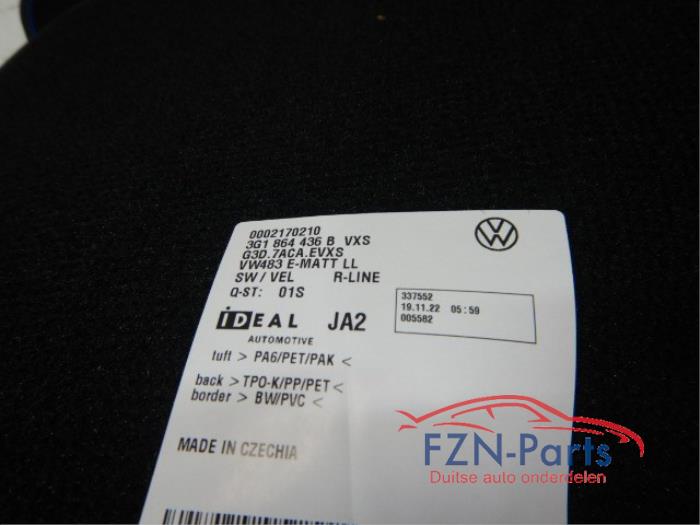 0002170210
3G1 864 436 B VXS
G3D.7ACA.EVXS
VW483 E-MATT LL
SW/VEL R-LINE
Q-ST: 01S
337552
19.11.22 05:59
005582
iDEAL JA2
AUTOMOTIVE
tuft > PA6/PET/PAK <
back > TPO-K/PP/PET <
border > BW/PVC <
MADE IN CZECHIA
FZN-Parts
Duitse auto onderdelen